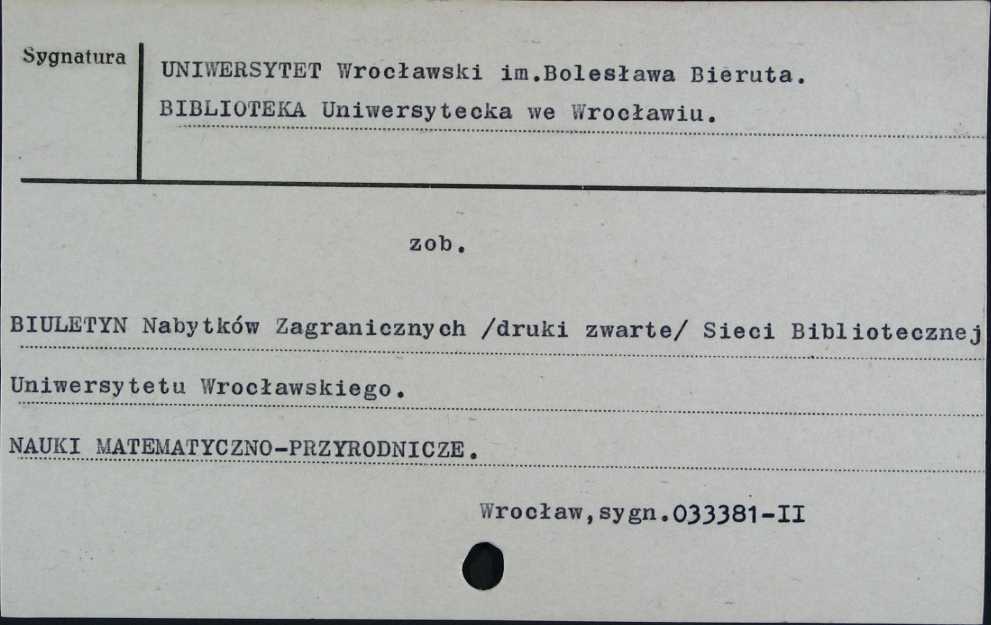 Sygnatura
UNIWERSYTET Wrocławski im.Bolesława Bieruta.
BIBLIOTEKA Uniwersytecka we Wrocławiu.
zob.
BIULETYN Nabytków Zagranicznych /druki zwarte/ Sieci Bibliotecznej
Uniwersytetu Wrocławskiego.
NAUKI MATEMATYCZNO-PRZYRODNICZE.
Wrocław,sygn.033381-II